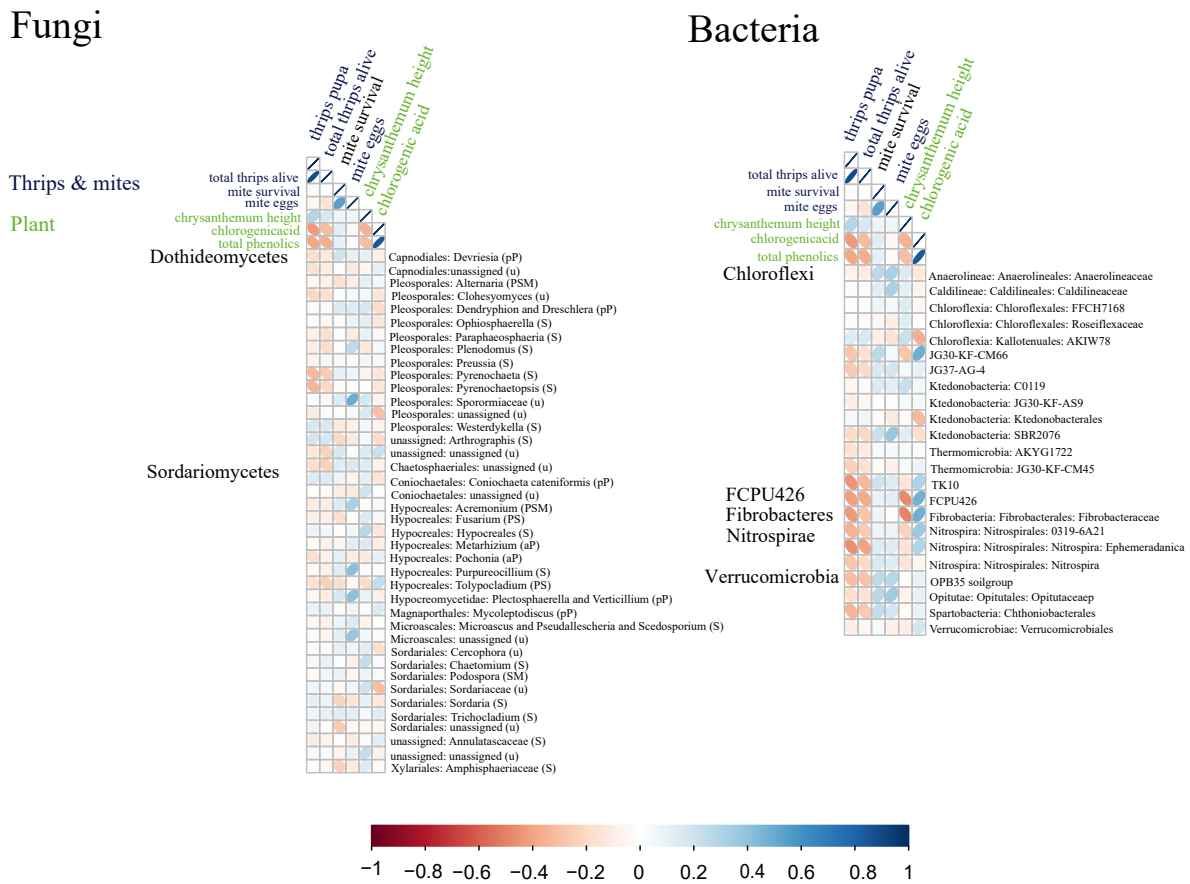 Fungi
thrips pupa
total thrips alive
mite survival
mite eggs
chrysanthemum height
chlorogenic acid
Thrips & mites
Plant
total thrips alive
mite survival
mite eggs
chrysanthemum height
chlorogenicacid
total phenolics
Dothideomycetes
Capnodiales: Devriesia (pP)
Capnodiales:unassigned (u)
Pleosporales: Alternaria (PSM)
Pleosporales: Clohesyomyces (u)
Pleosporales: Dendryphion and Dreschlera (pP)
Pleosporales: Ophiosphaerella (S)
Pleosporales: Paraphaeosphaeria (S)
Pleosporales: Plenodomus (S)
Pleosporales: Preussia (S)
Pleosporales: Pyrenochaeta (S)
Pleosporales: Pyrenochaetopsis (S)
Pleosporales: Sporormiaceae (u)
Pleosporales: unassigned (u)
Pleosporales: Westerdykella (S)
unassigned: Arthrographis (S)
unassigned: unassigned (u)
Sordariomycetes
Chaetosphaeriales: unassigned (u)
Coniochaetales: Coniochaeta cateniformis (pP)
Coniochaetales: unassigned (u)
Hypocreales: Acremonium (PSM)
Hypocreales: Fusarium (PS)
Hypocreales: Hypocreales (S)
Hypocreales: Metarhizium (aP)
Hypocreales: Pochonia (aP)
Hypocreales: Purpureocillium (S)
Hypocreales: Tolypocladium (PS)
Hypocreomycetidae: Plectosphaerella and Verticillium (pP)
Magnaporthales: Mycoleptodiscus (pP)
Microascales: Microascus and Pseudallescheria and Scedosporium (S)
Microascales: unassigned (u)
Sordariales: Cercophora (u)
Sordariales: Chaetomium (S)
Sordariales: Podospora (SM)
Sordariales: Sordariaceae (u)
Sordariales: Sordaria (S)
Sordariales: Trichocladium (S)
Sordariales: unassigned (u)
unassigned: Annulatascaceae (S)
unassigned: unassigned (u)
Xylariales: Amphisphaeriaceae (S)
Bacteria
thrips pupa
total thrips alive
mite survival
mite eggs
chrysanthemum height
chlorogenic acid
total thrips alive
mite survival
mite eggs
chrysanthemum height
chlorogenicacid
total phenolics
Chloroflexi
Anaerolineae: Anaerolineales: Anaerolineaceae
Caldilineae: Caldilineales: Caldilineaceae
Chloroflexia: Chloroflexales: FFCH7168
Chloroflexia: Chloroflexales: Roseiflexaceae
Chloroflexia: Kallotenuales: AKIW78
JG30-KF-CM66
JG37-AG-4
Ktedonobacteria: C0119
Ktedonobacteria: JG30-KF-AS9
Ktedonobacteria: Ktedonobacterales
Ktedonobacteria: SBR2076
Thermomicrobia: AKYG1722
Thermomicrobia: JG30-KF-CM45
TK10
FCPU426
FCPU426
Fibrobacteres
Fibrobacteria: Fibrobacterales: Fibrobacteraceae
Nitrospirae
Nitrospira: Nitrospirales: 0319-6A21
Nitrospira: Nitrospirales: Nitrospira: Ephemeradanica
Nitrospira: Nitrospirales: Nitrospira
Verrucomicrobia
OPB35 soilgroup
Opitutae: Opitutales: Opitutaceaep
Spartobacteria: Chthoniobacterales
Verrucomicrobiae: Verrucomicrobiales
−1 −0.8 −0.6 −0.4 −0.2 0 0.2 0.4 0.6 0.8 1